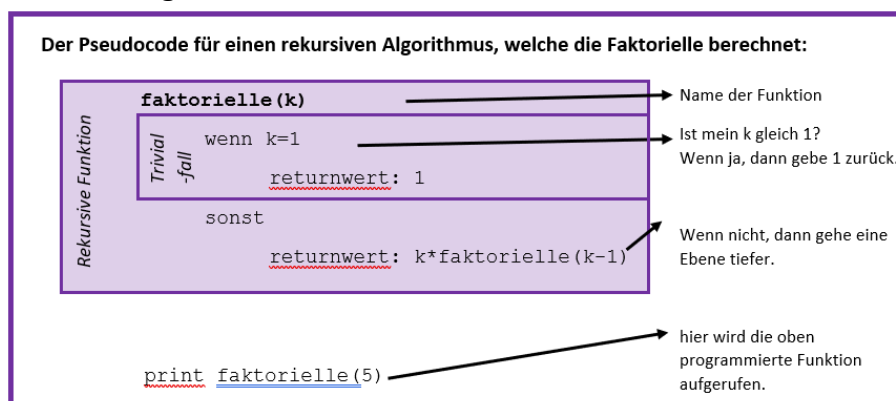 Der Pseudocode für einen rekursiven Algorithmus, welche die Faktorielle berechnet:
Rekursive Funktion
faktorielle(k)
Name der Funktion
Trivial
-fall
wenn k=1
returnwert: 1
Ist mein k gleich 1?
Wenn ja, dann gebe 1 zurück.
sonst
returnwert: k*faktorielle(k-1)
Wenn nicht, dann gehe eine
Ebene tiefer.
print faktorielle(5)
hier wird die oben
programmierte Funktion
aufgerufen.